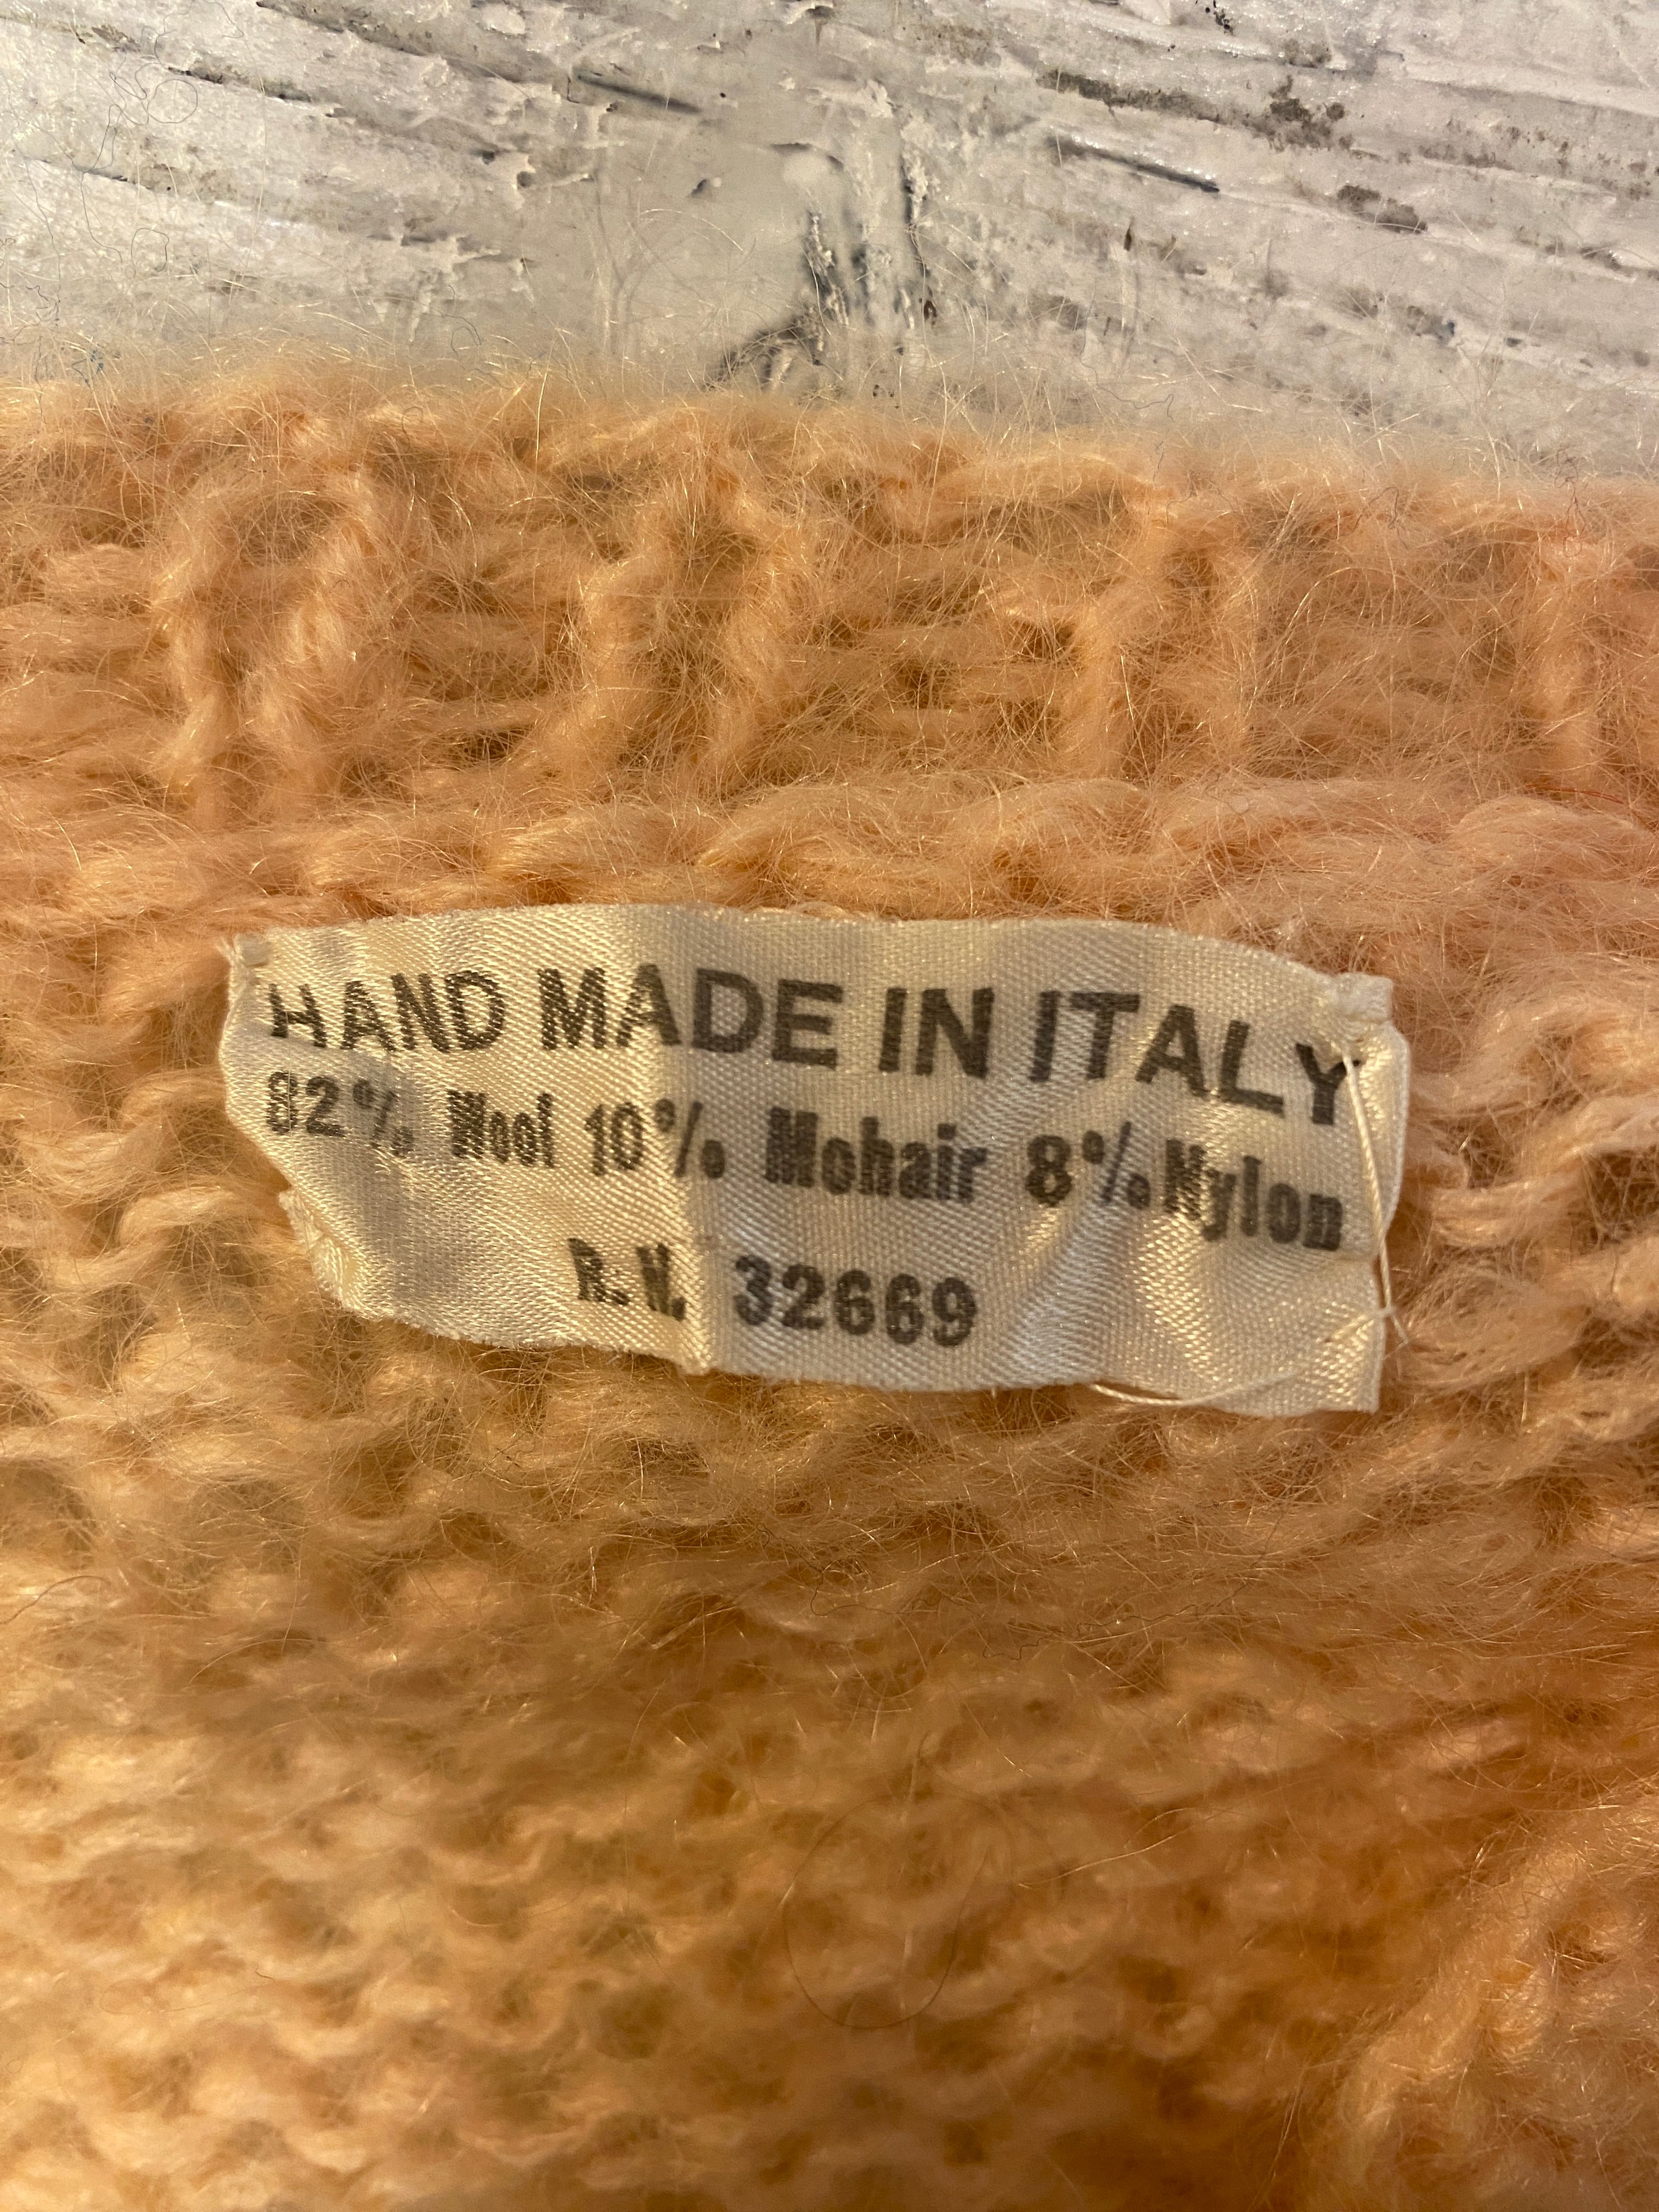 HAND MADE IN ITALY
82% Wool 10% Mohair 8% Nylon
R.N. 32669